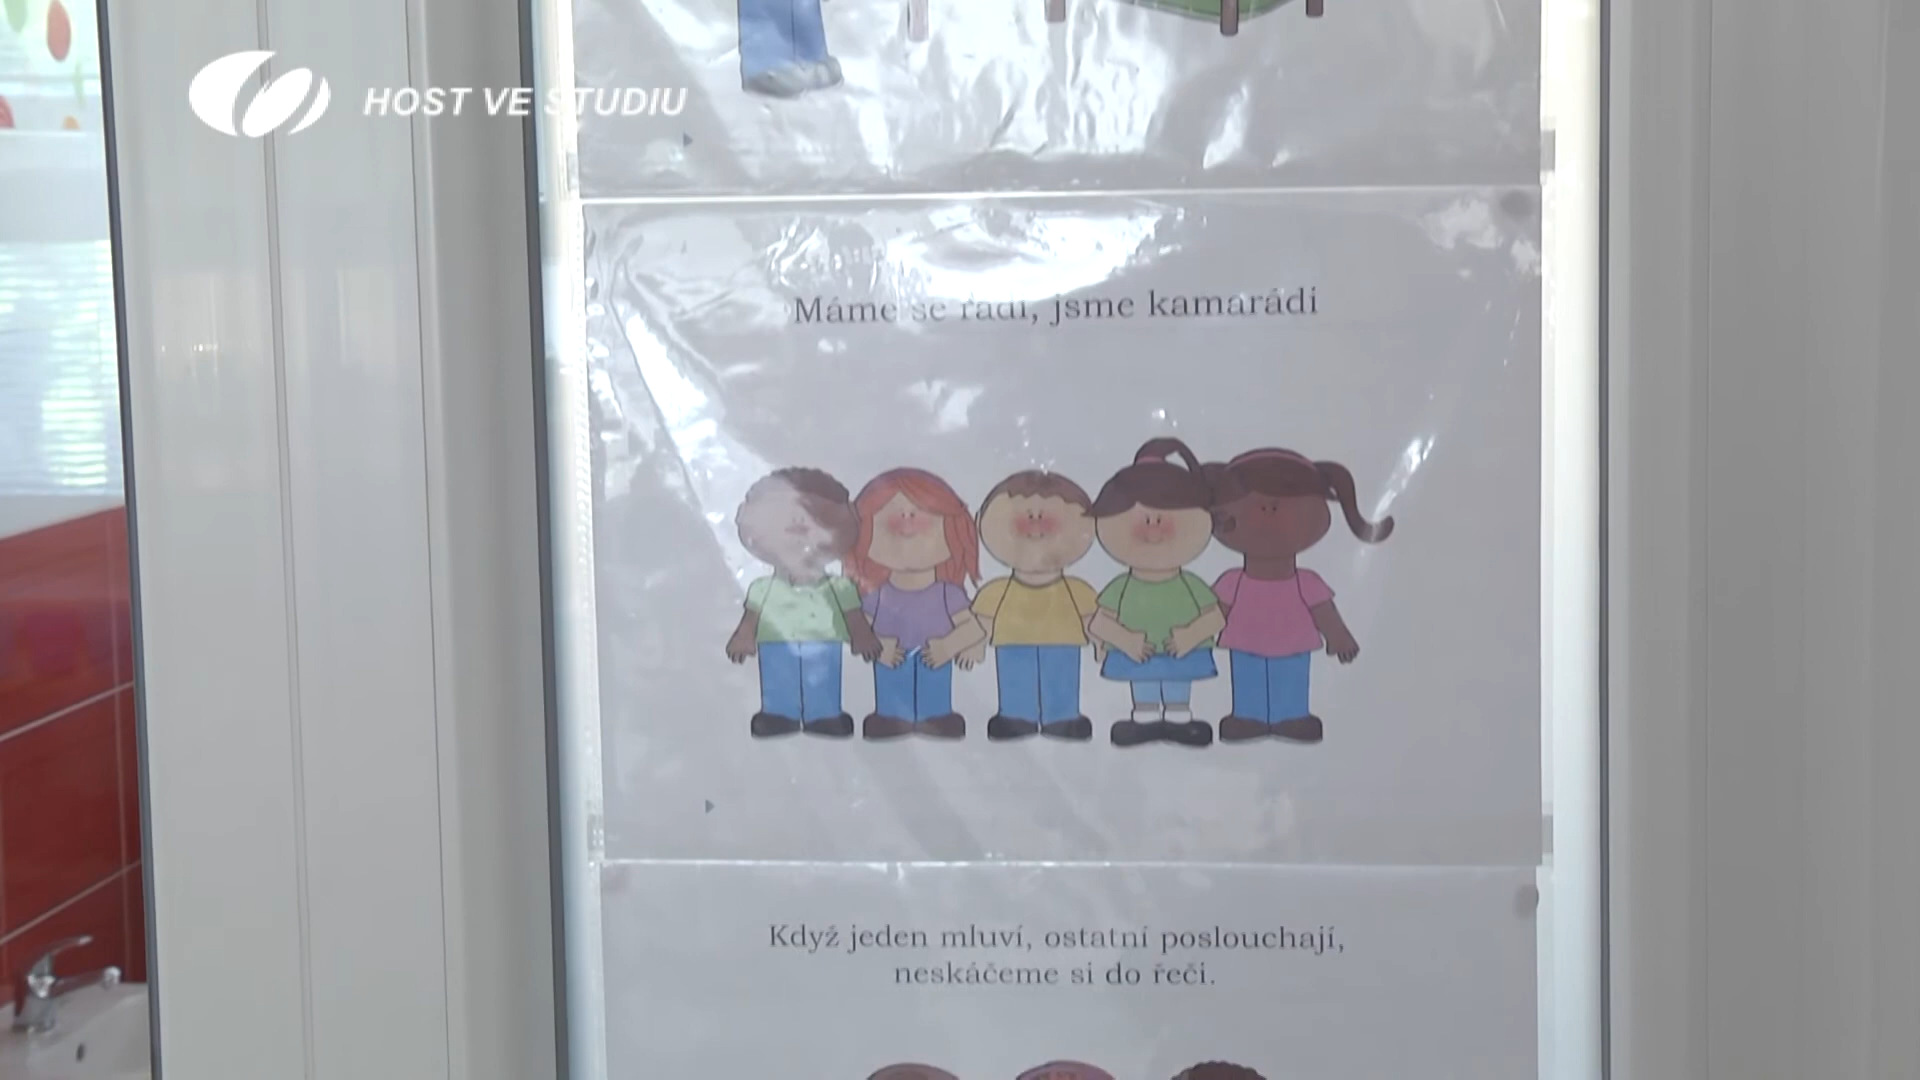 HOST VE STUDIU
Máme se rádi, jsme kamarádi
Když jeden mluví, ostatní poslouchají,
neskáčeme si do řeči.